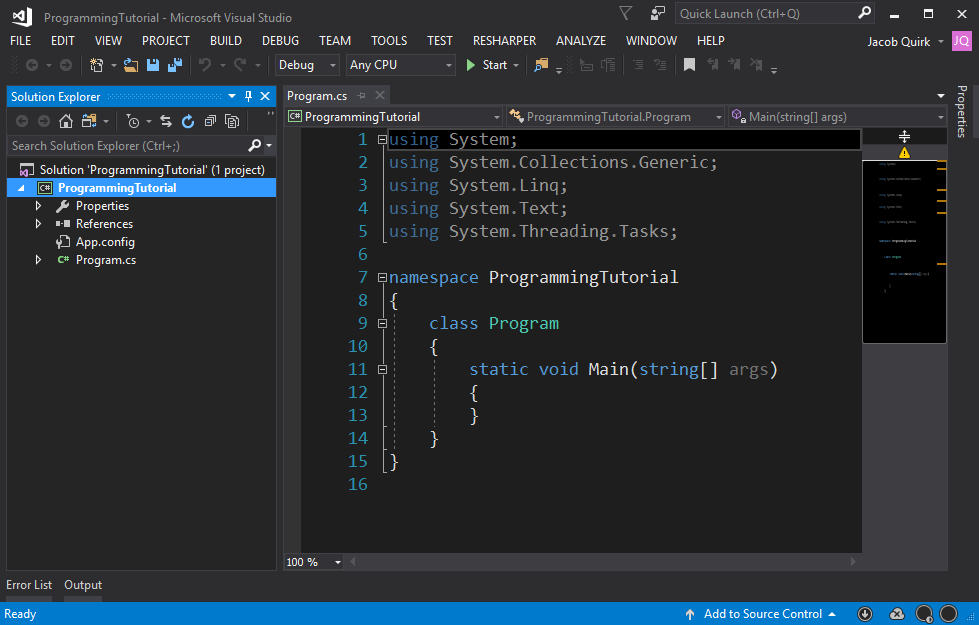 ProgrammingTutorial - Microsoft Visual Studio
Quick Launch (Ctrl+Q)
FILE EDIT VIEW PROJECT BUILD DEBUG TEAM TOOLS TEST RESHARPER ANALYZE WINDOW HELP
Jacob Quirk JQ
Debug Any CPU Start
Solution Explorer
Search Solution Explorer (Ctrl+;)
Solution 'ProgrammingTutorial' (1 project)
C# ProgrammingTutorial
Properties
References
App.config
C# Program.cs
Program.cs
C# ProgrammingTutorial ProgrammingTutorial.Program Main(string[] args)
1 using System;
2 using System.Collections.Generic;
3 using System.Linq;
4 using System.Text;
5 using System.Threading.Tasks;
6
7 namespace ProgrammingTutorial
8 {
9 class Program
10 {
11 static void Main(string[] args)
12 {
13 }
14 }
15 }
16
100 %
Properties
Error List Output
Ready
Add to Source Control